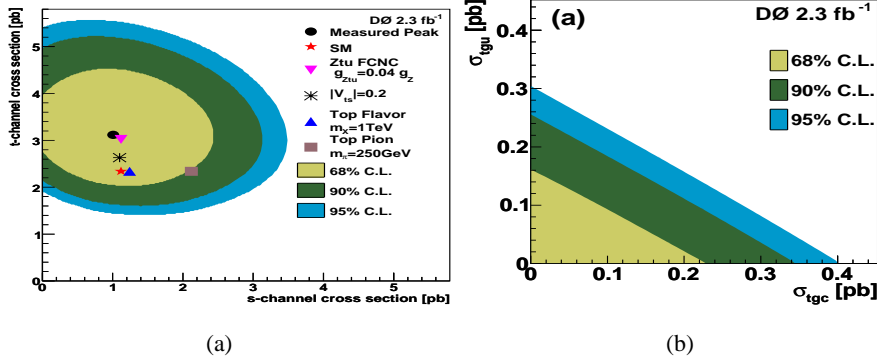 t-channel cross section [pb]
6
5
4
3
2
1
0
0 1 2 3 4 5
s-channel cross section [pb]
DØ 2.3 fb⁻¹
Measured Peak
SM
Ztu FCNC
g_Ztu=0.04 g_Z
|V_ts|=0.2
Top Flavor
m_x=1TeV
Top Pion
m_π=250GeV
68% C.L.
90% C.L.
95% C.L.
(a)
σ_tgu [pb]
0.4
0.3
0.2
0.1
0
0 0.1 0.2 0.3 0.4
σ_tgc [pb]
(a)
DØ 2.3 fb⁻¹
68% C.L.
90% C.L.
95% C.L.
(b)